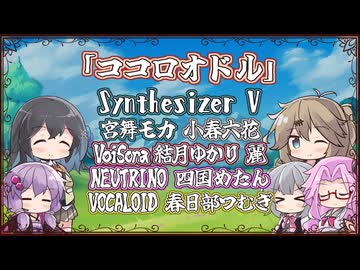 「ココロオドル」
Synthesizer V
宮舞モカ 小春六花
VoiSona 結月ゆかり 麗
NEUTRINO 四国めたん
VOCALOID 春日部つむぎ